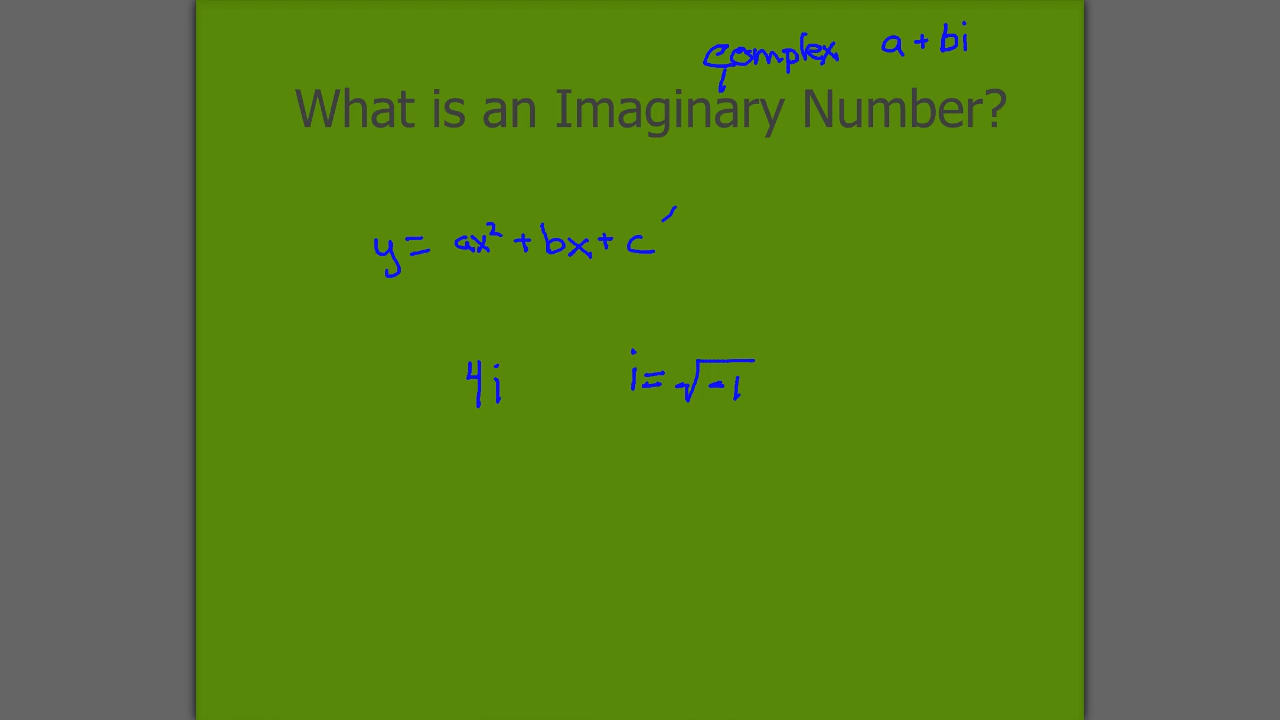 complex a + bi
What is an Imaginary Number?
y = ax² + bx + c
4i i = √-1